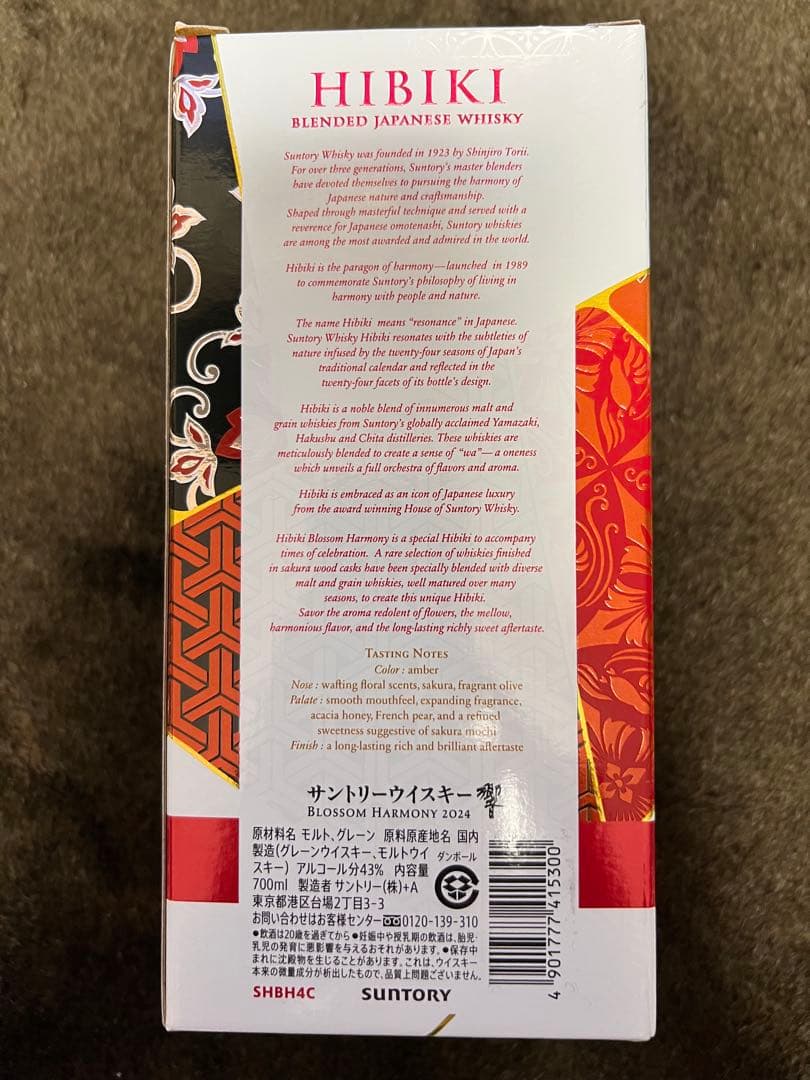 HIBIKI
BLENDED JAPANESE WHISKY
Suntory Whisky was founded in 1923 by Shinjiro Torii.
For over three generations, Suntory's master blenders
have devoted themselves to pursuing the harmony of
Japanese nature and craftsmanship.
Shaped through masterful technique and served with a
reverence for Japanese omotenashi, Suntory whiskies
are among the most awarded and admired in the world.
Hibiki is the paragon of harmony—launched in 1989
to commemorate Suntory's philosophy of living in
harmony with people and nature.
The name Hibiki means "resonance" in Japanese.
Suntory Whisky Hibiki resonates with the subtleties of
nature infused by the twenty-four seasons of Japan's
traditional calendar and reflected in the
twenty-four facets of its bottle's design.
Hibiki is a noble blend of innumerous malt and
grain whiskies from Suntory's globally acclaimed Yamazaki,
Hakushu and Chita distilleries. These whiskies are
meticulously blended to create a sense of "wa"— a oneness
which unveils a full orchestra of flavors and aroma.
Hibiki is embraced as an icon of Japanese luxury
from the award winning House of Suntory Whisky.
Hibiki Blossom Harmony is a special Hibiki to accompany
times of celebration. A rare selection of whiskies finished
in sakura wood casks have been specially blended with diverse
malt and grain whiskies, well matured over many
seasons, to create this unique Hibiki.
Savor the aroma redolent of flowers, the mellow,
harmonious flavor, and the long-lasting richly sweet aftertaste.
TASTING NOTES
Color : amber
Nose : wafting floral scents, sakura, fragrant olive
Palate : smooth mouthfeel, expanding fragrance,
acacia honey, French pear, and a refined
sweetness suggestive of sakura mochi
Finish : a long-lasting rich and brilliant aftertaste
サントリーウイスキー 響
BLOSSOM HARMONY 2024
原材料名 モルト、グレーン 原料原産地名 国内
製造(グレーンウイスキー、モルトウイ
スキー) アルコール分43% 内容量
700ml 製造者 サントリー(株)+A
東京都港区台場2丁目3-3
お問い合わせはお客様センター 0120-139-310
●飲酒は20歳を過ぎてから ●妊娠中や授乳期の飲酒は、胎児・
乳児の発育に悪影響を与えるおそれがあります。●保存中
まれに沈殿物を生じることがあります。これは、ウイスキー
本来の微量成分が析出したもので、品質上問題ございません。
ダンボール
SHBH4C
SUNTORY
4 901777 415300